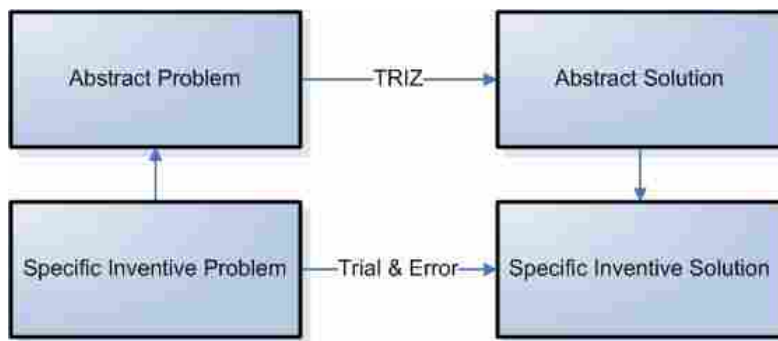 Abstract Problem
TRIZ
Abstract Solution
Specific Inventive Problem
Trial & Error
Specific Inventive Solution